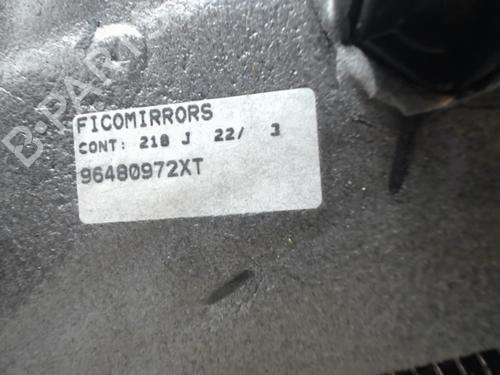 B-PARTS
FICOMIRRORS
CONT: 218 J 22/ 3
96480972XT